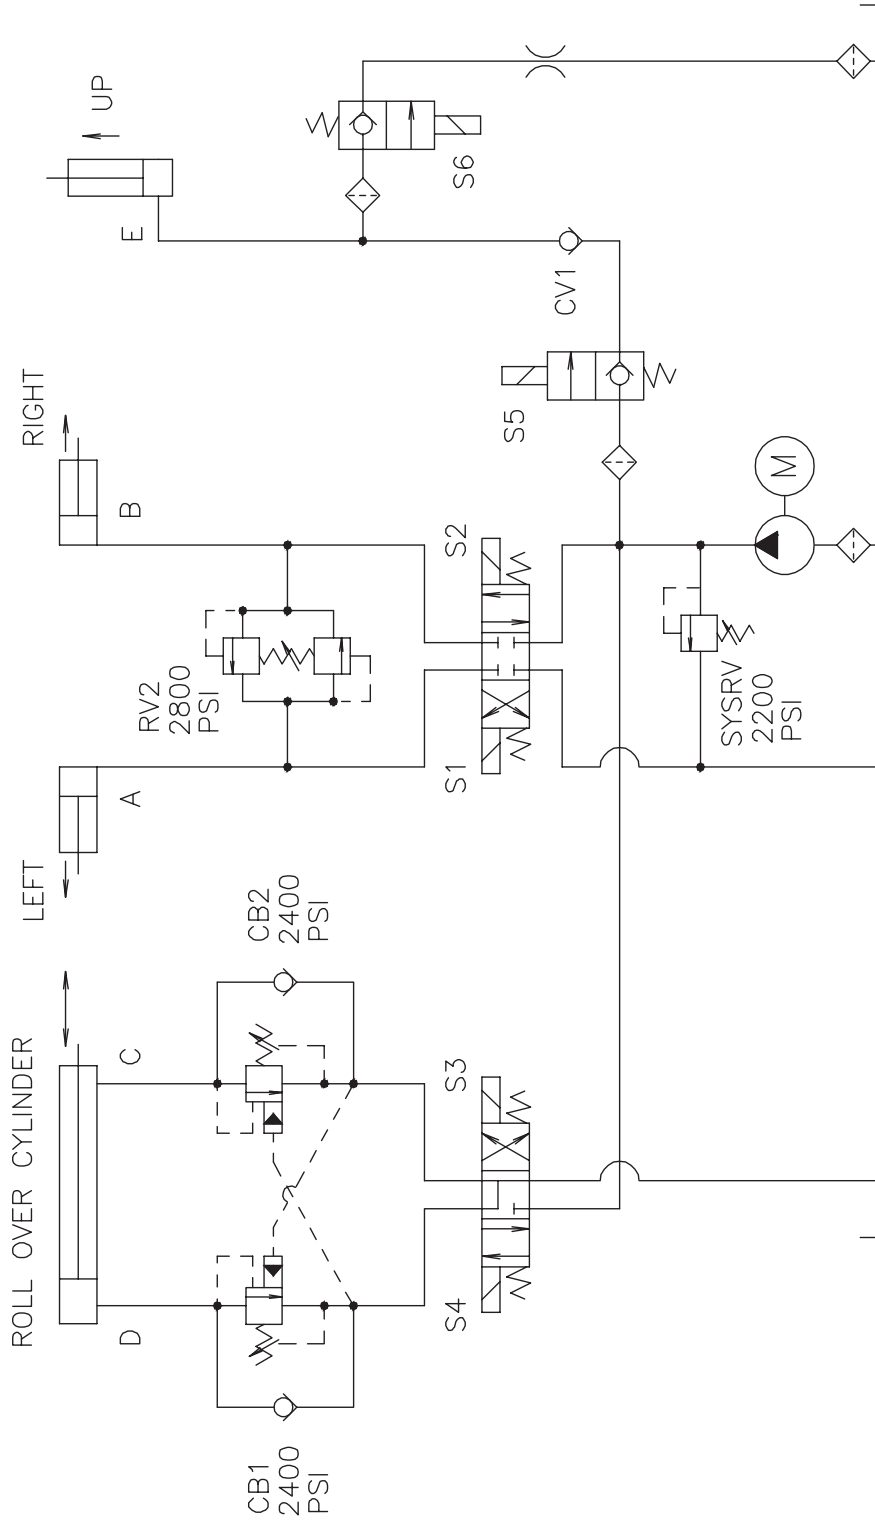 ROLL OVER CYLINDER
LEFT
RIGHT
UP
D
C
A
B
E
CB1
2400
PSI
CB2
2400
PSI
RV2
2800
PSI
S4
S3
S1
S2
S5
CV1
S6
SYSRV
2200
PSI
M